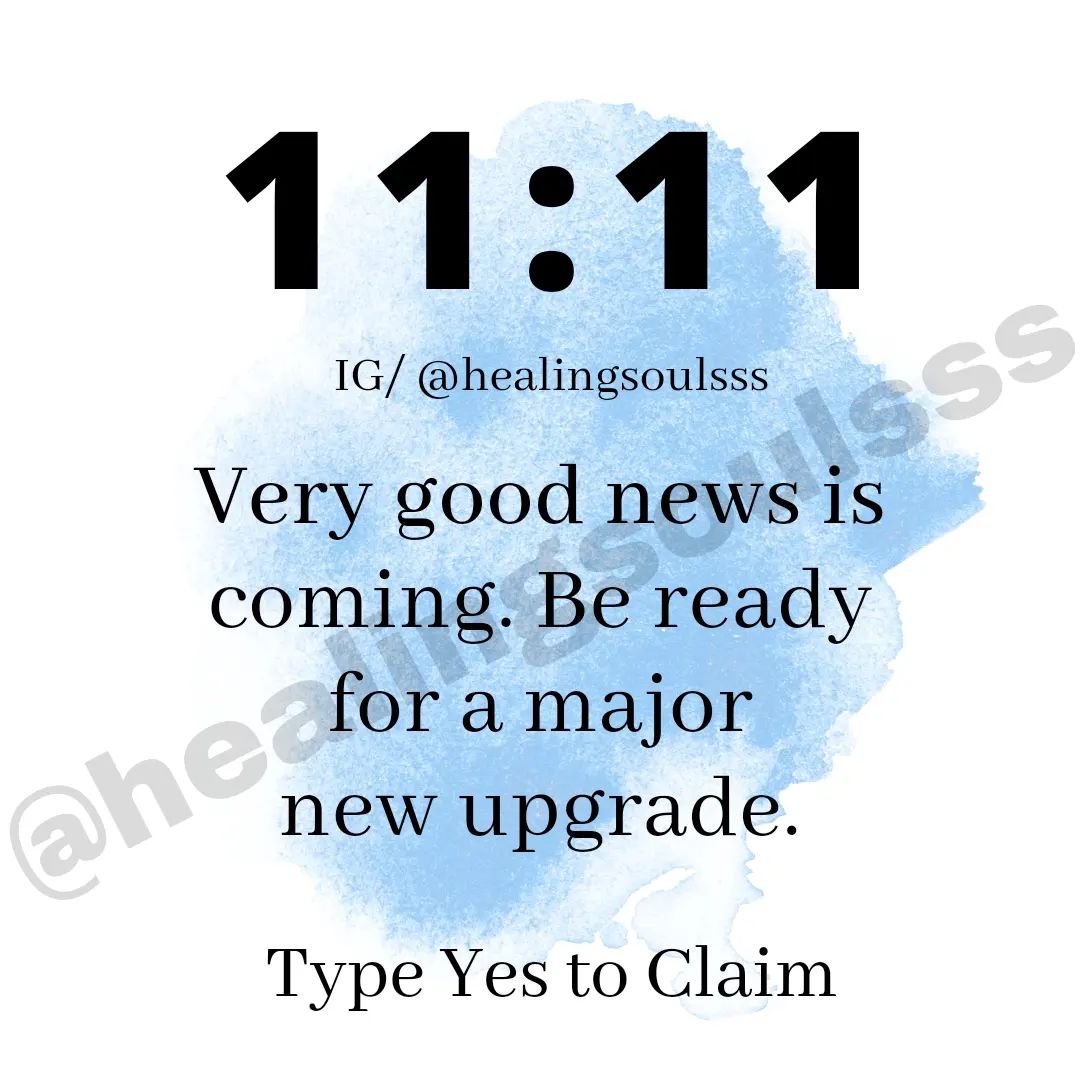 11:11
IG/ @healingsoulsss
Very good news is
coming. Be ready
for a major
new upgrade.
@healingsoulsss
Type Yes to Claim